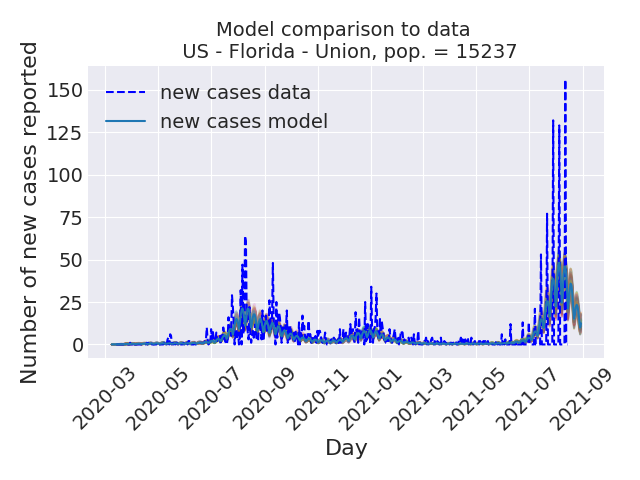 Model comparison to data
US - Florida - Union, pop. = 15237
Number of new cases reported
150
125
100
75
50
25
0
new cases data
new cases model
2020-03
2020-05
2020-07
2020-09
2020-11
2021-01
2021-03
2021-05
2021-07
2021-09
Day